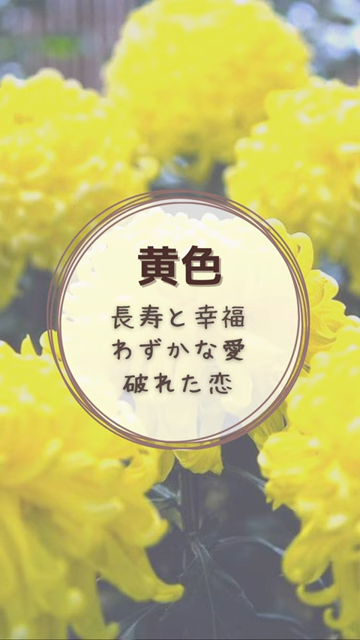 黄色
長寿と幸福
わずかな愛
破れた恋